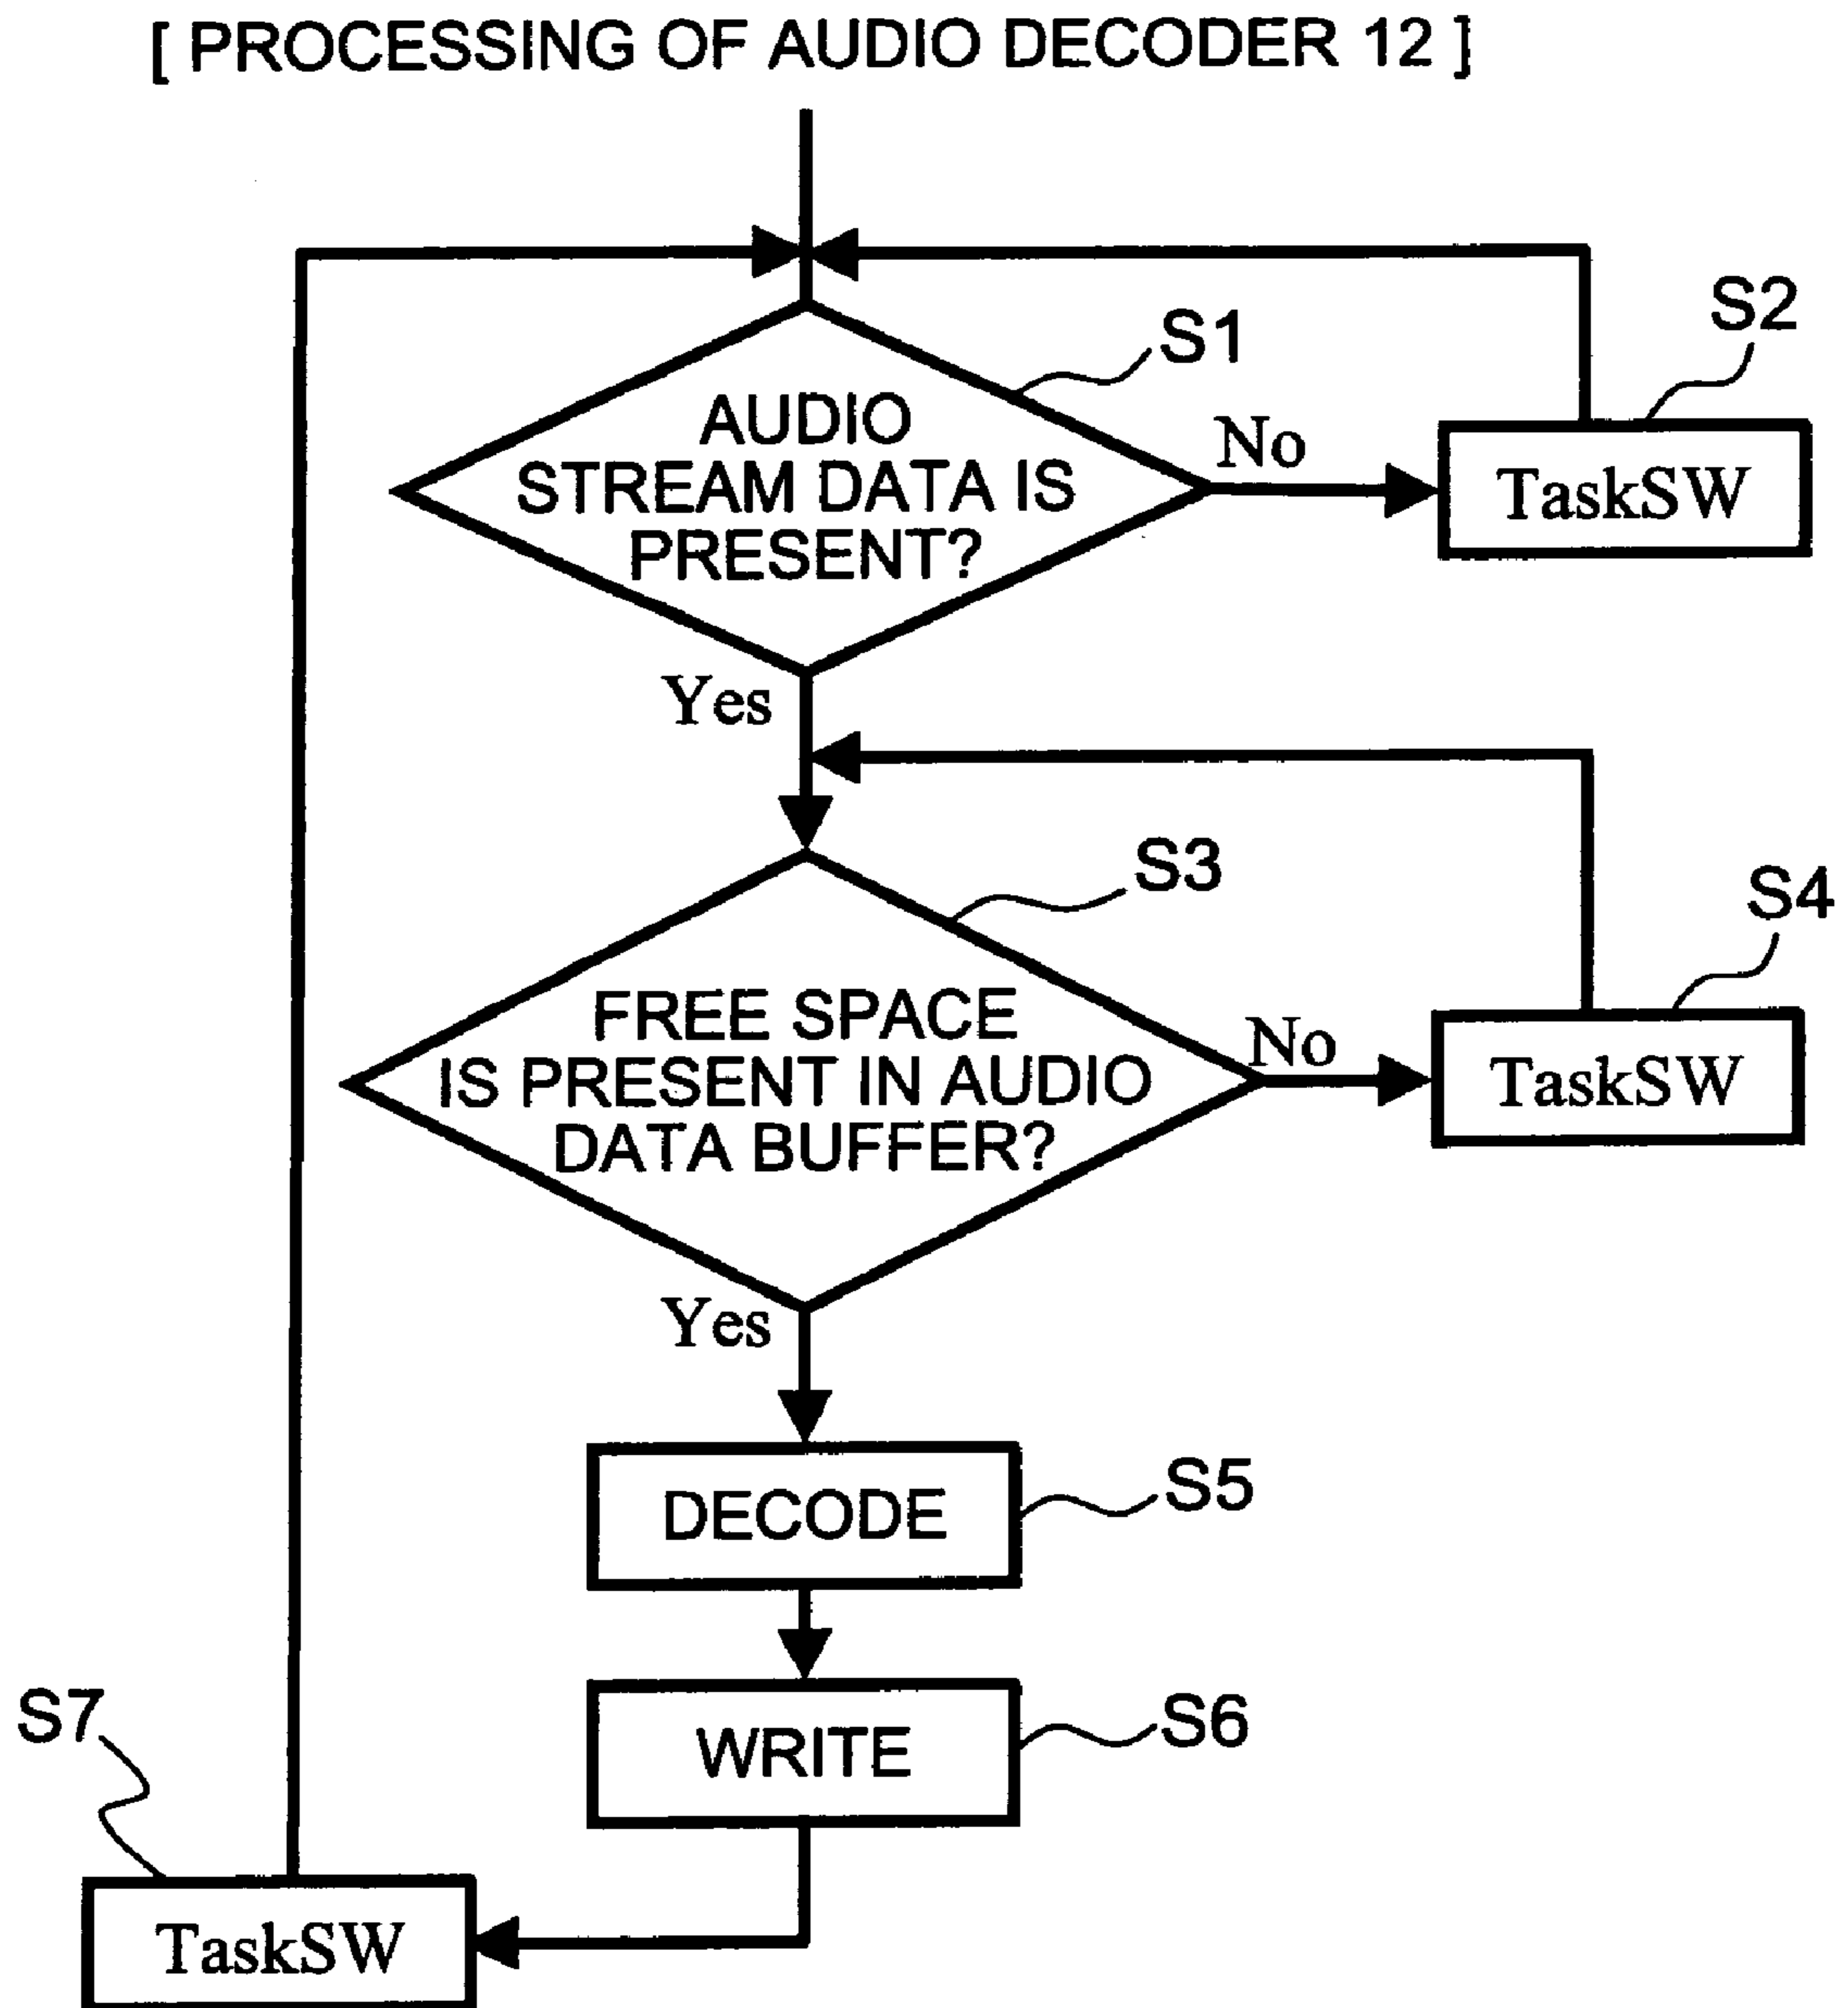 [ PROCESSING OF AUDIO DECODER 12 ]
S1
S2
AUDIO
STREAM DATA IS
PRESENT?
No
TaskSW
Yes
S3
S4
FREE SPACE
IS PRESENT IN AUDIO
DATA BUFFER?
No
TaskSW
Yes
DECODE
S5
WRITE
S6
S7
TaskSW